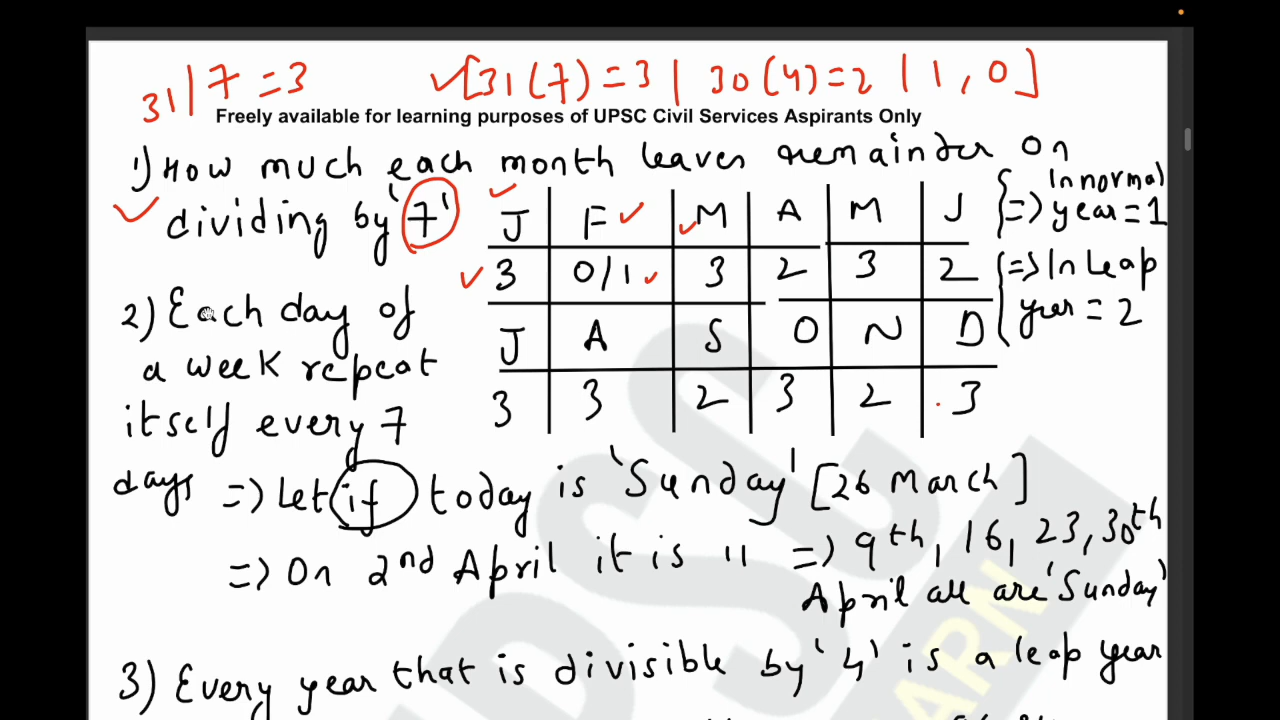 31/7 = 3 ✓[31(7) = 3 | 30(4) = 2 | 1, 0]
Freely available for learning purposes of UPSC Civil Services Aspirants Only
1) How much each month leaves remainder on
dividing by '7'
J F M A M J
3 0/1 3 2 3 2
J A S O N D
3 3 2 3 2 3
=> In normal
year = 1
=> In Leap
year = 2
2) Each day of
a week repeat
itself every 7
days => Let if today is 'Sunday' [26 March]
=> On 2nd April it is 11 => 9th, 16, 23, 30th
April all are 'Sunday'
3) Every year that is divisible by '4' is a leap year
ARN